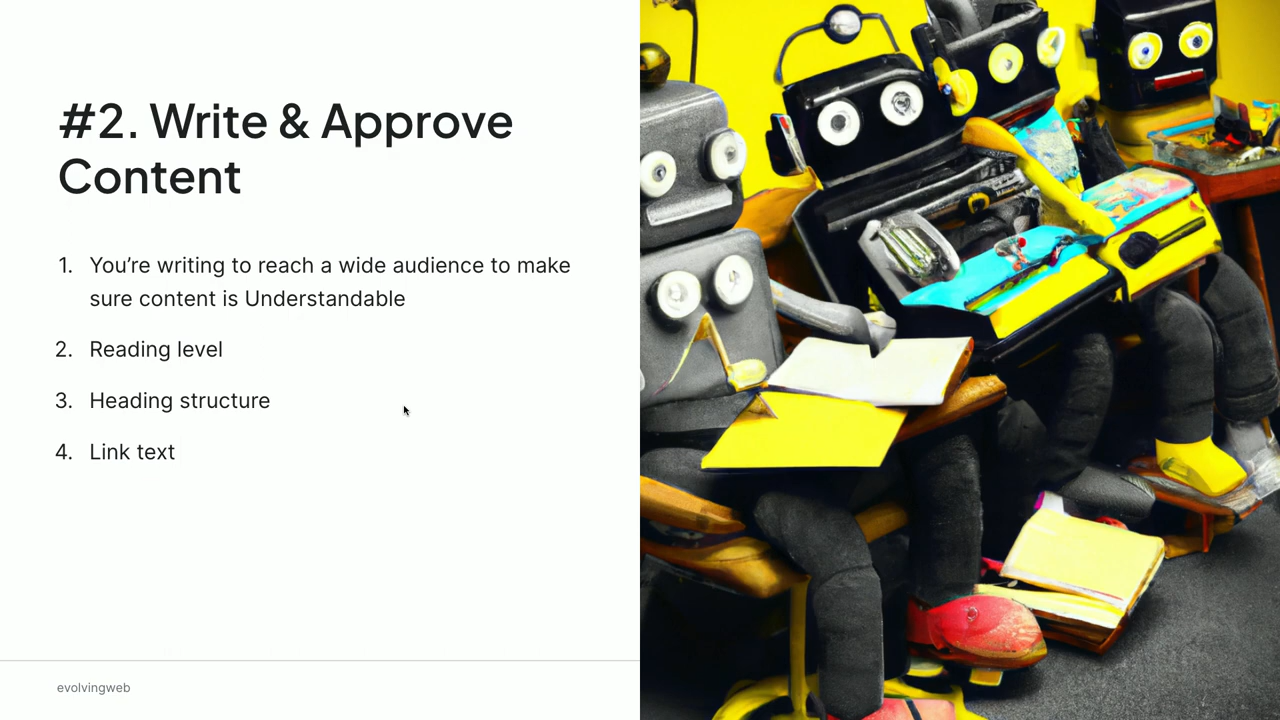 #2. Write & Approve
Content
1. You’re writing to reach a wide audience to make
sure content is Understandable
2. Reading level
3. Heading structure
4. Link text
evolvingweb